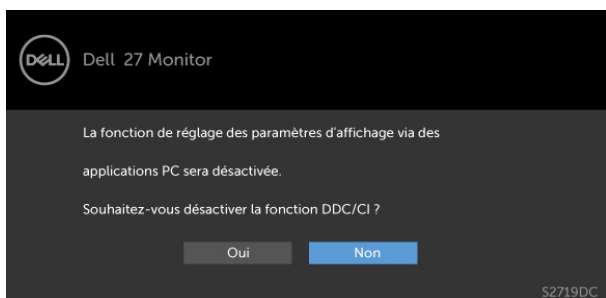 DELL
Dell 27 Monitor
La fonction de réglage des paramètres d'affichage via des
applications PC sera désactivée.
Souhaitez-vous désactiver la fonction DDC/CI ?
Oui
Non
S2719DC